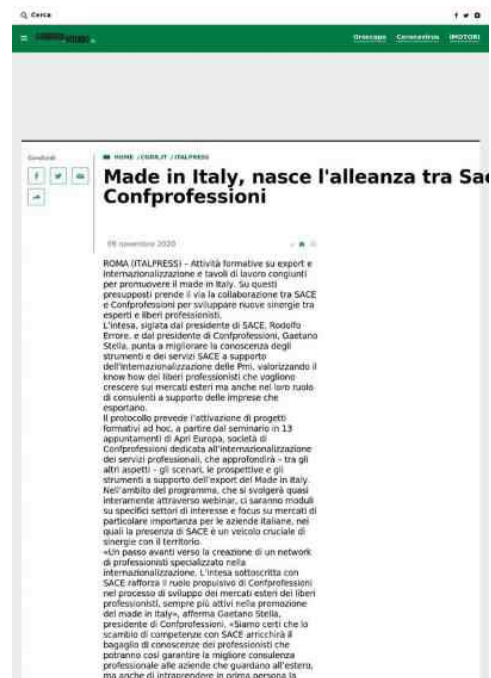 Cerca
Oroscopo Coronavirus IMOTORI
Condividi
HOME / CORR.IT / ITALPRESS
Made in Italy, nasce l'alleanza tra Sac
Confprofessioni
09 novembre 2020
ROMA (ITALPRESS) – Attività formative su export e
internazionalizzazione e tavoli di lavoro congiunti
per promuovere il made in Italy. Su questi
presupposti prende il via la collaborazione tra SACE
e Confprofessioni per sviluppare nuove sinergie tra
esperti e liberi professionisti.
L'intesa, siglata dal presidente di SACE, Rodolfo
Errore, e dal presidente di Confprofessioni, Gaetano
Stella, punta a migliorare la conoscenza degli
strumenti e dei servizi SACE a supporto
dell'internazionalizzazione delle Pmi, valorizzando il
know how dei liberi professionisti che vogliono
crescere sui mercati esteri ma anche nel loro ruolo
di consulenti a supporto delle imprese che
esportano.
Il protocollo prevede l'attivazione di progetti
formativi ad hoc, a partire dal seminario in 13
appuntamenti di Apri Europa, società di
Confprofessioni dedicata all'internazionalizzazione
dei servizi professionali, che approfondirà – tra gli
altri aspetti – gli scenari, le prospettive e gli
strumenti a supporto dell'export del Made in Italy.
Nell'ambito del programma, che si svolgerà quasi
interamente attraverso webinar, ci saranno moduli
su specifici settori di interesse e focus su mercati di
particolare importanza per le aziende italiane, nei
quali la presenza di SACE è un veicolo cruciale di
sinergie con il territorio.
«Un passo avanti verso la creazione di un network
di professionisti specializzato nella
internazionalizzazione. L'intesa sottoscritta con
SACE rafforza il ruolo propulsivo di Confprofessioni
nel processo di sviluppo dei mercati esteri dei liberi
professionisti, sempre più attivi nella promozione
del made in Italy», afferma Gaetano Stella,
presidente di Confprofessioni. «Siamo certi che lo
scambio di competenze con SACE arricchirà il
bagaglio di conoscenze dei professionisti che
potranno così garantire la migliore consulenza
professionale alle aziende che guardano all'estero,
ma anche di intraprendere in prima persona la